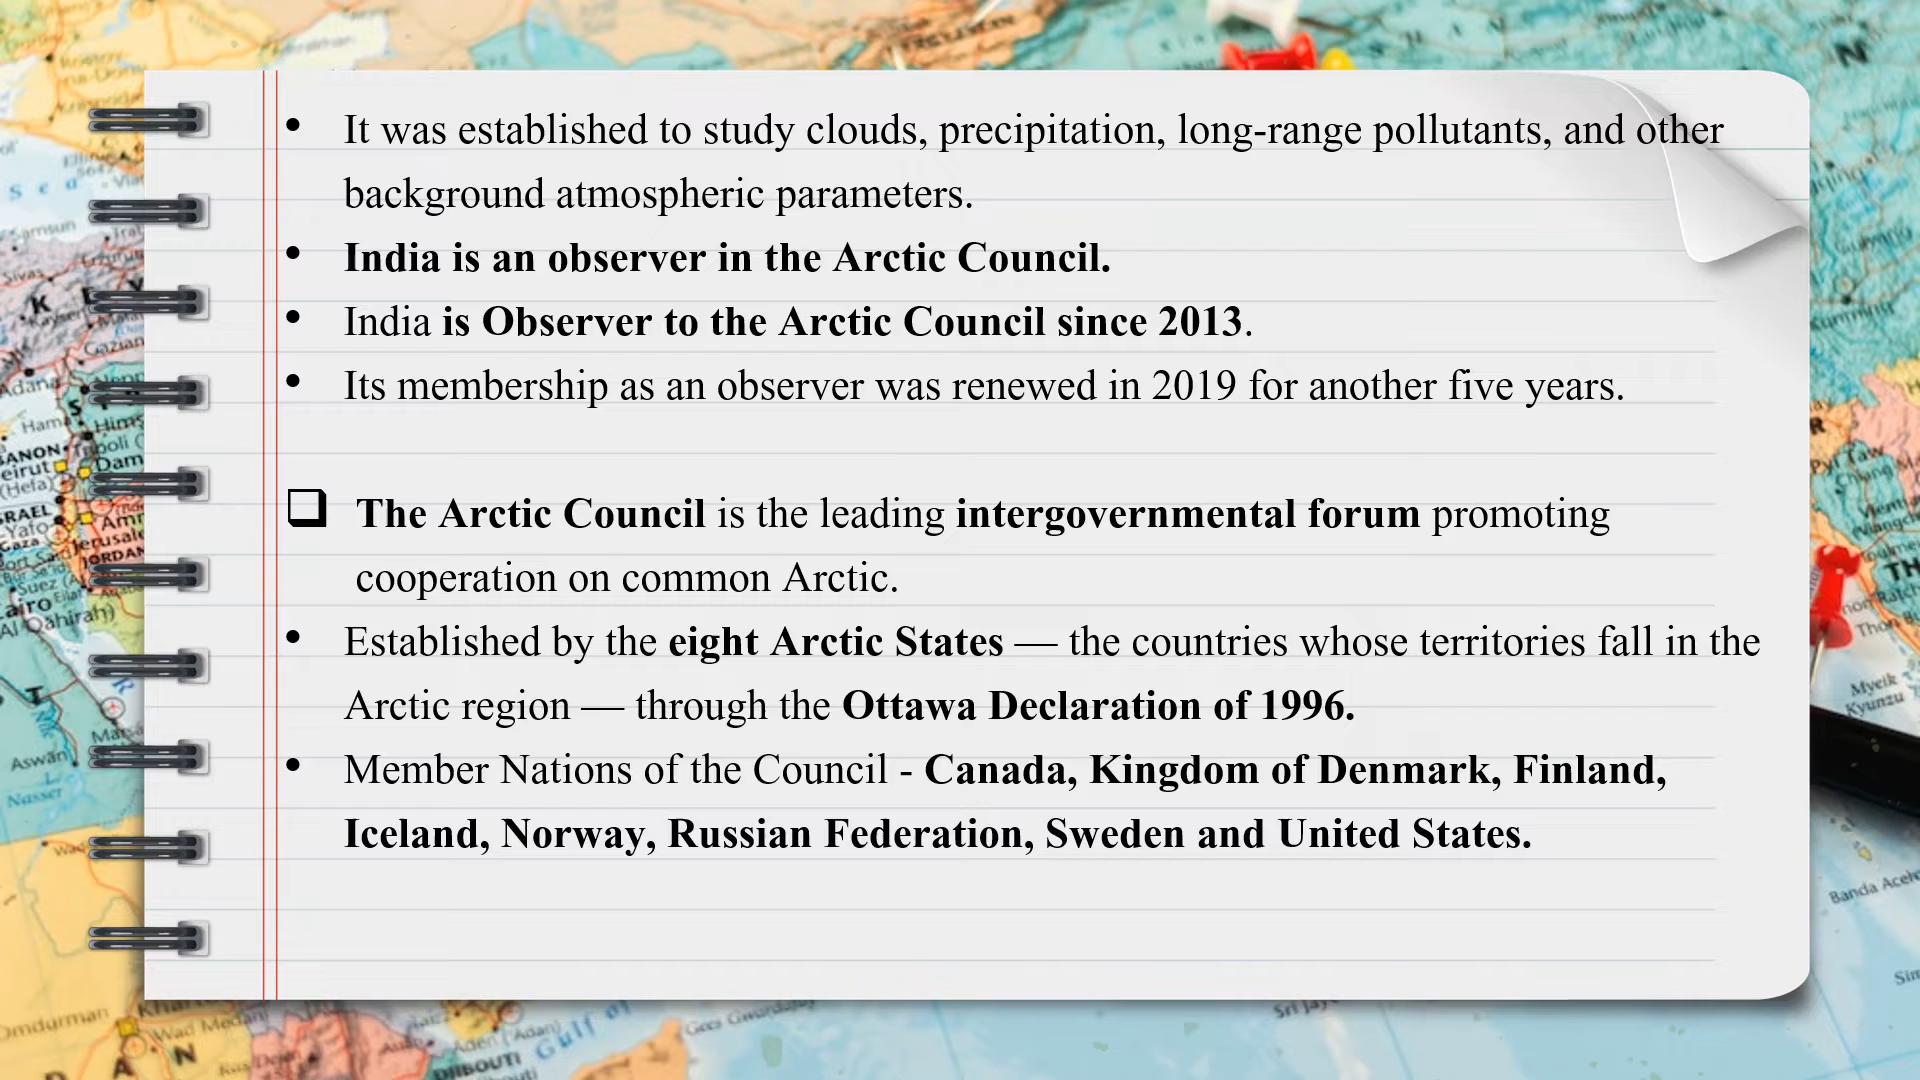 • It was established to study clouds, precipitation, long-range pollutants, and other
background atmospheric parameters.
• India is an observer in the Arctic Council.
• India is Observer to the Arctic Council since 2013.
• Its membership as an observer was renewed in 2019 for another five years.
❑ The Arctic Council is the leading intergovernmental forum promoting
cooperation on common Arctic.
• Established by the eight Arctic States — the countries whose territories fall in the
Arctic region — through the Ottawa Declaration of 1996.
• Member Nations of the Council - Canada, Kingdom of Denmark, Finland,
Iceland, Norway, Russian Federation, Sweden and United States.